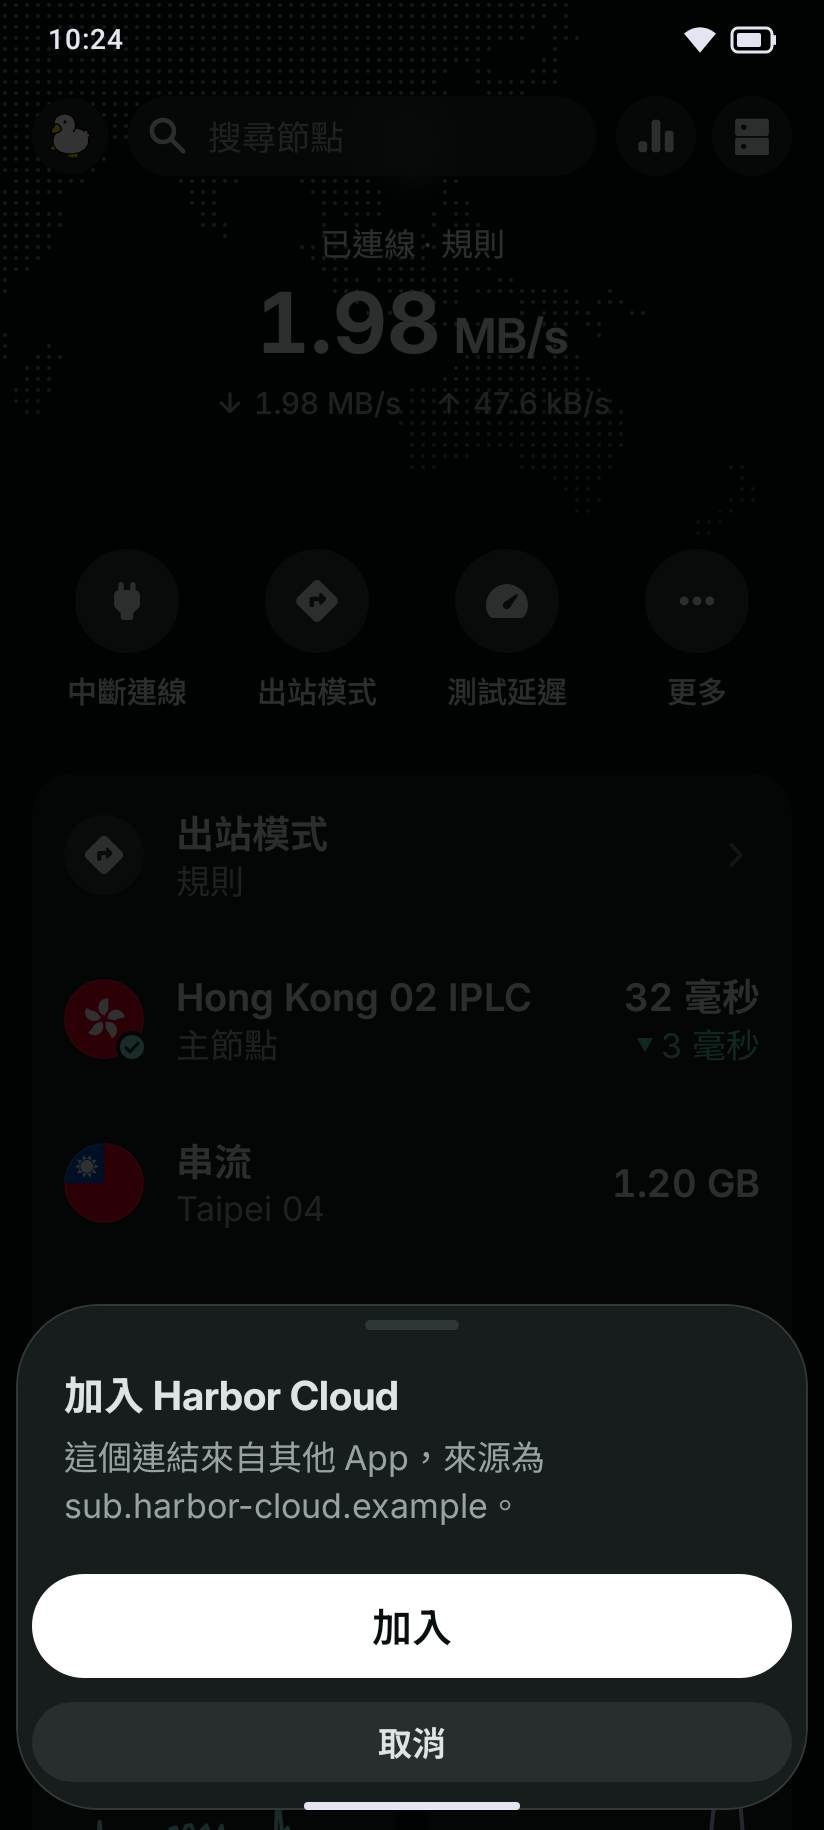 10:24
搜尋節點
已連線 · 規則
1.98 MB/s
1.98 MB/s 47.6 kB/s
中斷連線 出站模式 測試延遲 更多
出站模式
規則
Hong Kong 02 IPLC 32 毫秒
主節點 3 毫秒
串流 1.20 GB
Taipei 04
加入 Harbor Cloud
這個連結來自其他 App，來源為
sub.harbor-cloud.example。
加入
取消